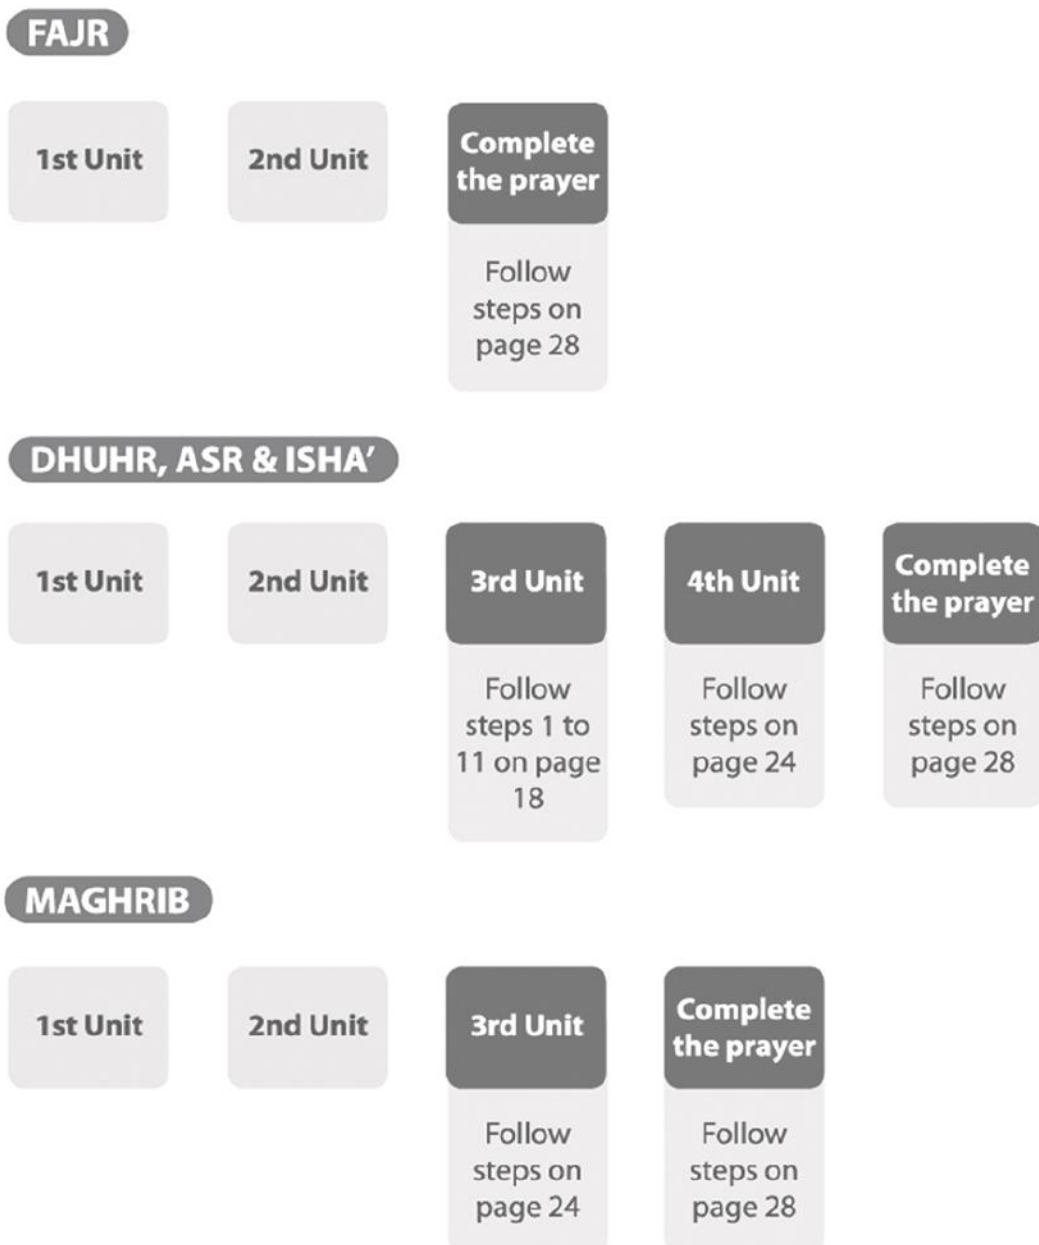 FAJR
1st Unit
2nd Unit
Complete
the prayer
Follow
steps on
page 28
DHUHR, ASR & ISHA’
1st Unit
2nd Unit
3rd Unit
Follow
steps 1 to
11 on page
18
4th Unit
Follow
steps on
page 24
Complete
the prayer
Follow
steps on
page 28
MAGHRIB
1st Unit
2nd Unit
3rd Unit
Follow
steps on
page 24
Complete
the prayer
Follow
steps on
page 28